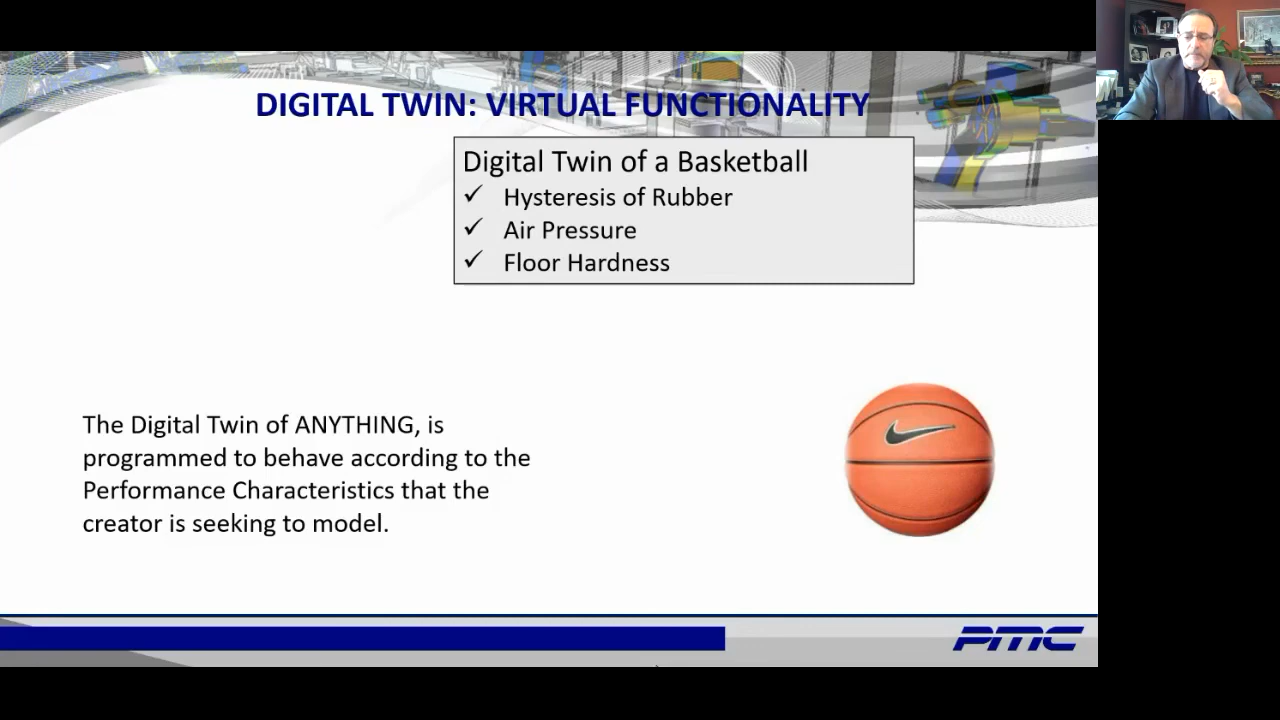 DIGITAL TWIN: VIRTUAL FUNCTIONALITY
Digital Twin of a Basketball
✓ Hysteresis of Rubber
✓ Air Pressure
✓ Floor Hardness
The Digital Twin of ANYTHING, is
programmed to behave according to the
Performance Characteristics that the
creator is seeking to model.
PMC